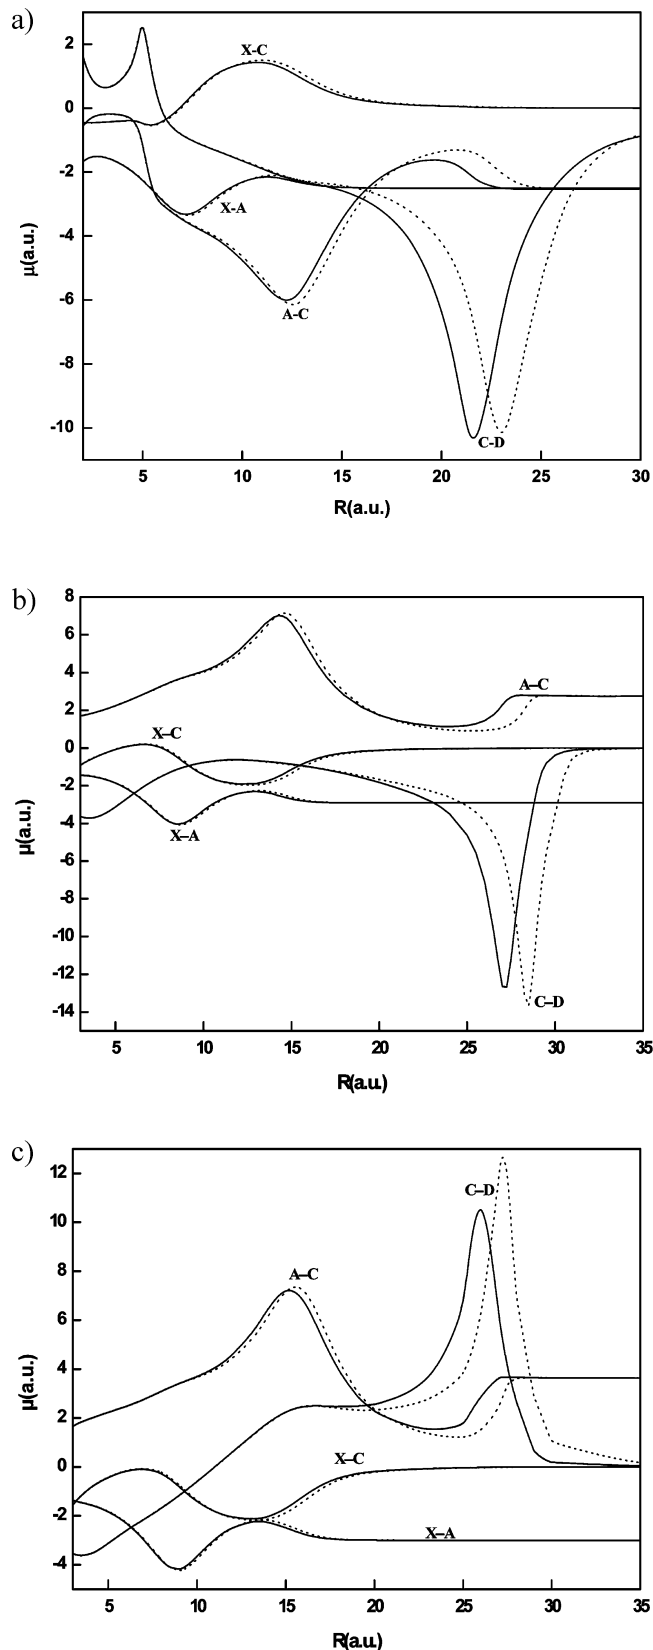 a)
2
0
-2
-4
-6
-8
-10
μ(a.u.)
X-C
X-A
A-C
C-D
5 10 15 20 25 30
R(a.u.)
b)
8
6
4
2
0
-2
-4
-6
-8
-10
-12
-14
μ(a.u.)
A–C
X–C
X–A
C–D
5 10 15 20 25 30 35
R(a.u.)
c)
12
10
8
6
4
2
0
-2
-4
μ(a.u.)
C–D
A–C
X–C
X–A
5 10 15 20 25 30 35
R(a.u.)